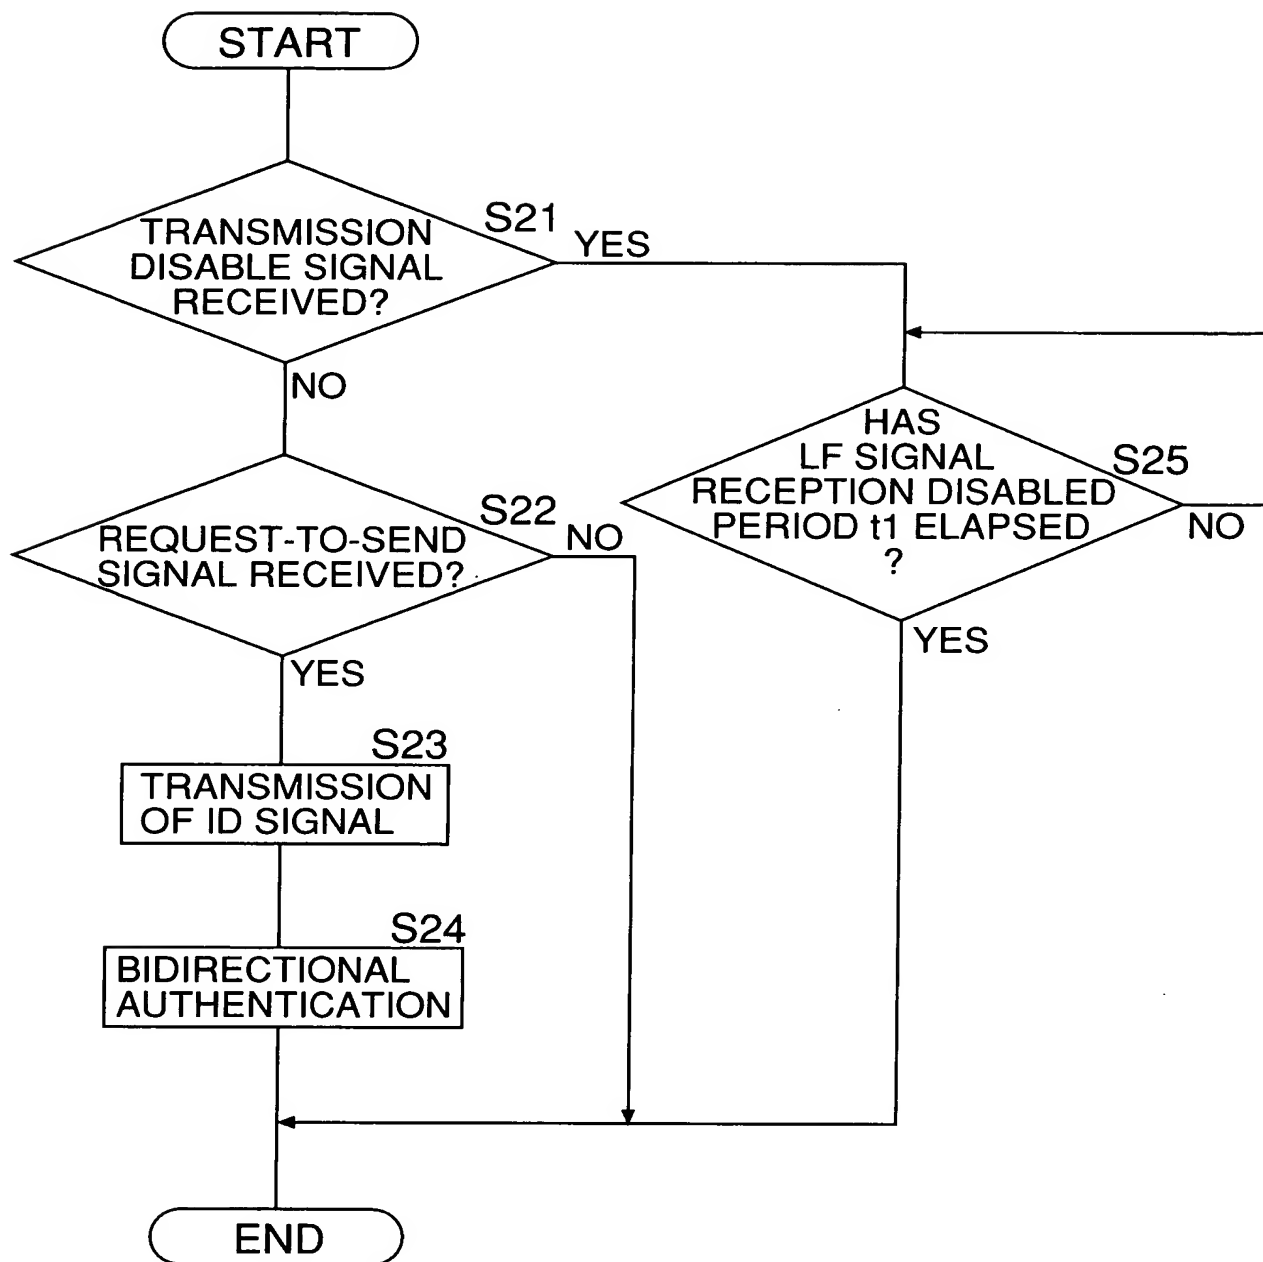 START
S21
TRANSMISSION
DISABLE SIGNAL
RECEIVED?
YES
NO
S22
REQUEST-TO-SEND
SIGNAL RECEIVED?
NO
YES
S23
TRANSMISSION
OF ID SIGNAL
S24
BIDIRECTIONAL
AUTHENTICATION
HAS
LF SIGNAL
RECEPTION DISABLED
PERIOD t1 ELAPSED
?
S25
NO
YES
END